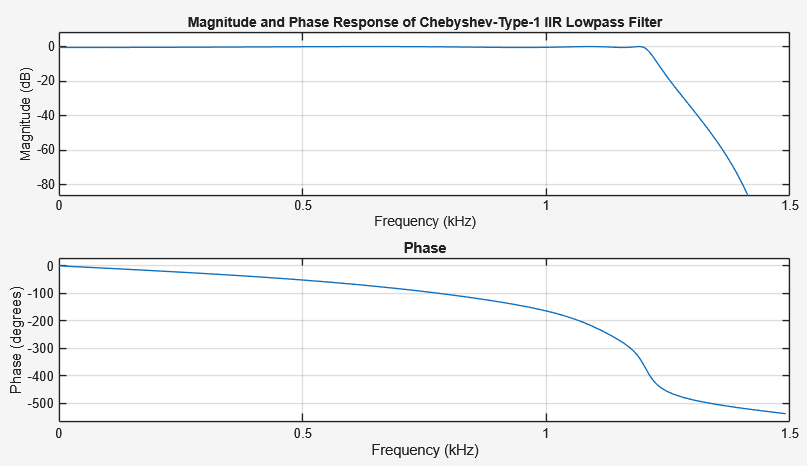 Magnitude and Phase Response of Chebyshev-Type-1 IIR Lowpass Filter
Magnitude (dB)
0
-20
-40
-60
-80
0 0.5 1 1.5
Frequency (kHz)
Phase
Phase (degrees)
0
-100
-200
-300
-400
-500
0 0.5 1 1.5
Frequency (kHz)